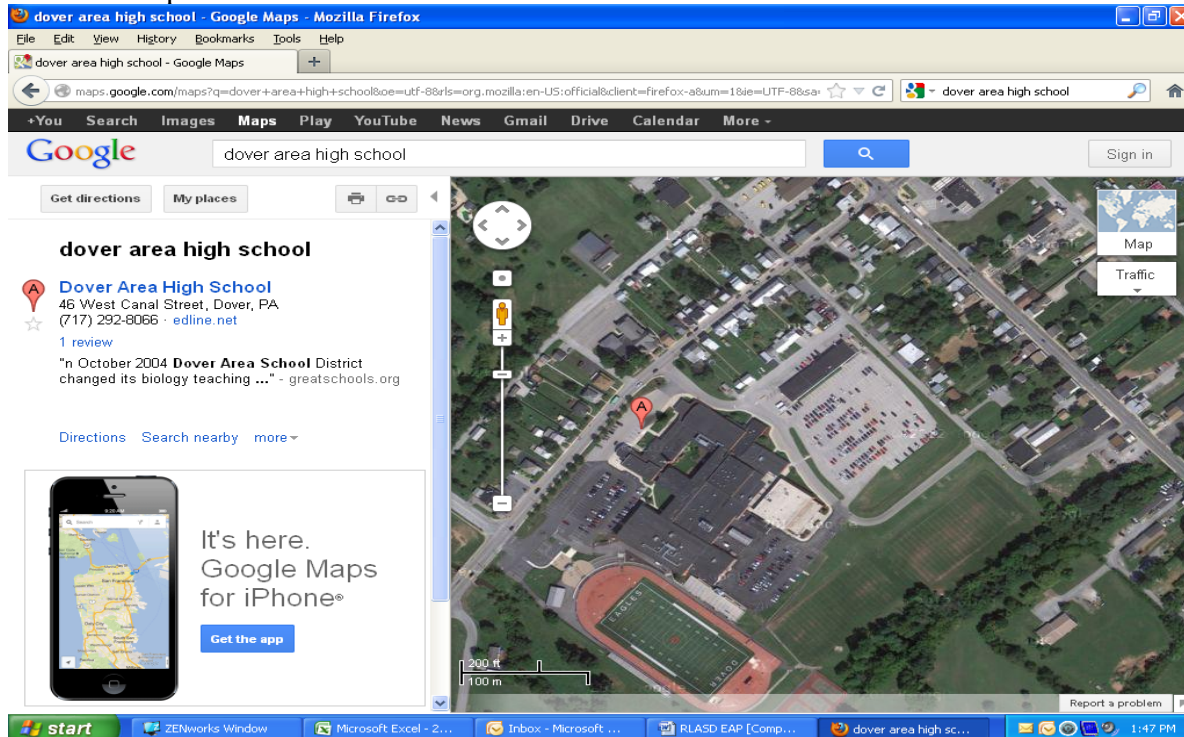 dover area high school - Google Maps - Mozilla Firefox
File Edit View History Bookmarks Tools Help
dover area high school - Google Maps
maps.google.com/maps?q=dover+area+high+school&oe=utf-8&rls=org.mozilla:en-US:official&client=firefox-a&um=1&ie=UTF-8&sa
dover area high school
+You Search Images Maps Play YouTube News Gmail Drive Calendar More
Google
dover area high school
Sign in
Get directions My places
dover area high school
A
Dover Area High School
46 West Canal Street, Dover, PA
(717) 292-8066 · edline.net
1 review
"n October 2004 Dover Area School District
changed its biology teaching ..." - greatschools.org
Directions Search nearby more
It's here.
Google Maps
for iPhone®
Get the app
Map
Traffic
A
EAGLES
DOVER
200 ft
100 m
Report a problem
start ZENworks Window Microsoft Excel - 2... Inbox - Microsoft ... RLASD EAP [Comp... dover area high sc... 1:47 PM